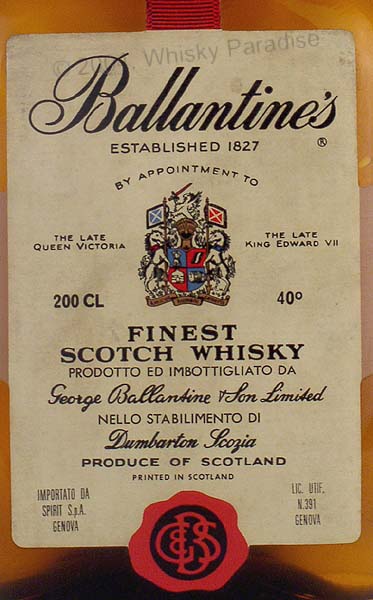 Whisky Paradise
Ballantine's
ESTABLISHED 1827
®
BY APPOINTMENT TO
THE LATE
QUEEN VICTORIA
THE LATE
KING EDWARD VII
200 CL
40º
FINEST
SCOTCH WHISKY
PRODOTTO ED IMBOTTIGLIATO DA
George Ballantine & Son Limited
NELLO STABILIMENTO DI
Dumbarton Scozia
PRODUCE OF SCOTLAND
PRINTED IN SCOTLAND
IMPORTATO DA
SPIRIT S.p.A.
GENOVA
LIC. UTIF.
N.391
GENOVA